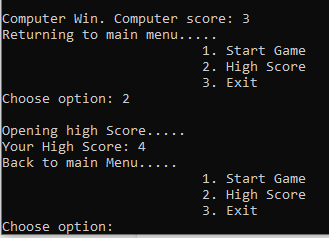 Computer Win. Computer score: 3
Returning to main menu.....
1. Start Game
2. High Score
3. Exit
Choose option: 2
Opening high Score.....
Your High Score: 4
Back to main Menu.....
1. Start Game
2. High Score
3. Exit
Choose option: